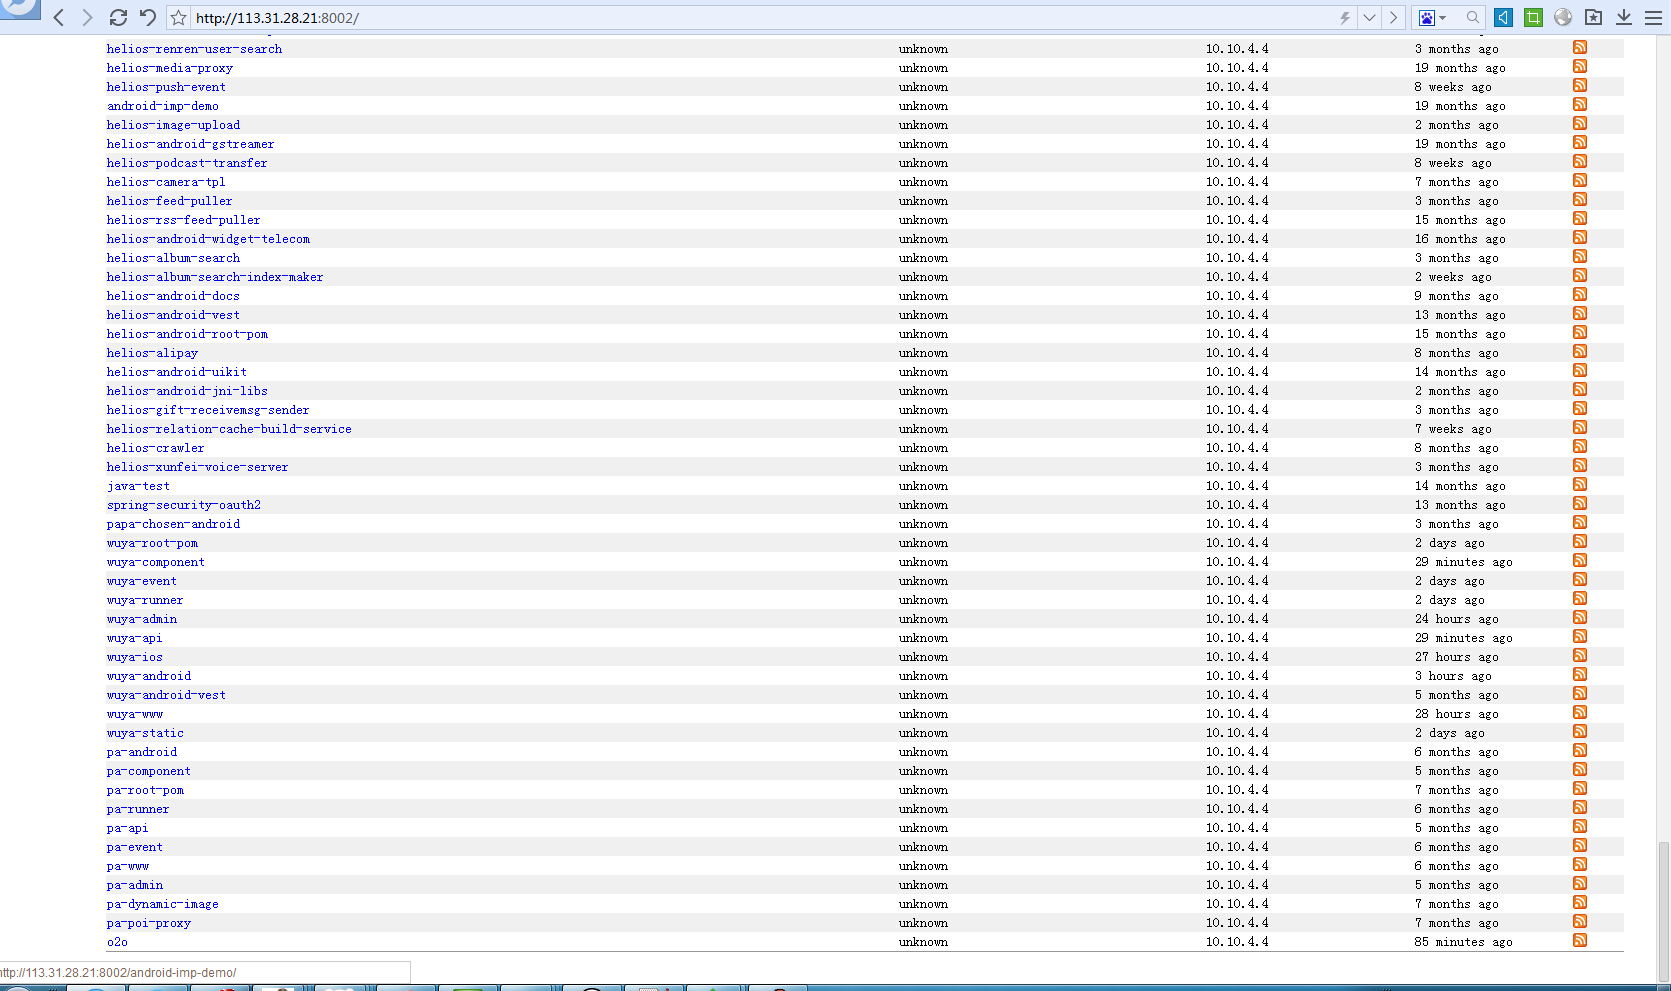 http://113.31.28.21:8002/
helios-renren-user-search unknown 10.10.4.4 3 months ago
helios-media-proxy unknown 10.10.4.4 19 months ago
helios-push-event unknown 10.10.4.4 8 weeks ago
android-imp-demo unknown 10.10.4.4 19 months ago
helios-image-upload unknown 10.10.4.4 2 months ago
helios-android-gstreamer unknown 10.10.4.4 19 months ago
helios-podcast-transfer unknown 10.10.4.4 8 weeks ago
helios-camera-tpl unknown 10.10.4.4 7 months ago
helios-feed-puller unknown 10.10.4.4 3 months ago
helios-rss-feed-puller unknown 10.10.4.4 15 months ago
helios-android-widget-telecom unknown 10.10.4.4 16 months ago
helios-album-search unknown 10.10.4.4 3 months ago
helios-album-search-index-maker unknown 10.10.4.4 2 weeks ago
helios-android-docs unknown 10.10.4.4 9 months ago
helios-android-vest unknown 10.10.4.4 13 months ago
helios-android-root-pom unknown 10.10.4.4 15 months ago
helios-alipay unknown 10.10.4.4 8 months ago
helios-android-uikit unknown 10.10.4.4 14 months ago
helios-android-jni-libs unknown 10.10.4.4 2 months ago
helios-gift-receivemsg-sender unknown 10.10.4.4 3 months ago
helios-relation-cache-build-service unknown 10.10.4.4 7 weeks ago
helios-crawler unknown 10.10.4.4 8 months ago
helios-xunfei-voice-server unknown 10.10.4.4 3 months ago
java-test unknown 10.10.4.4 14 months ago
spring-security-oauth2 unknown 10.10.4.4 13 months ago
papa-chosen-android unknown 10.10.4.4 3 months ago
wuya-root-pom unknown 10.10.4.4 2 days ago
wuya-component unknown 10.10.4.4 29 minutes ago
wuya-event unknown 10.10.4.4 2 days ago
wuya-runner unknown 10.10.4.4 2 days ago
wuya-admin unknown 10.10.4.4 24 hours ago
wuya-api unknown 10.10.4.4 29 minutes ago
wuya-ios unknown 10.10.4.4 27 hours ago
wuya-android unknown 10.10.4.4 3 hours ago
wuya-android-vest unknown 10.10.4.4 5 months ago
wuya-www unknown 10.10.4.4 28 hours ago
wuya-static unknown 10.10.4.4 2 days ago
pa-android unknown 10.10.4.4 6 months ago
pa-component unknown 10.10.4.4 5 months ago
pa-root-pom unknown 10.10.4.4 7 months ago
pa-runner unknown 10.10.4.4 6 months ago
pa-api unknown 10.10.4.4 5 months ago
pa-event unknown 10.10.4.4 6 months ago
pa-www unknown 10.10.4.4 6 months ago
pa-admin unknown 10.10.4.4 5 months ago
pa-dynamic-image unknown 10.10.4.4 7 months ago
pa-poi-proxy unknown 10.10.4.4 7 months ago
o2o unknown 10.10.4.4 85 minutes ago
http://113.31.28.21:8002/android-imp-demo/